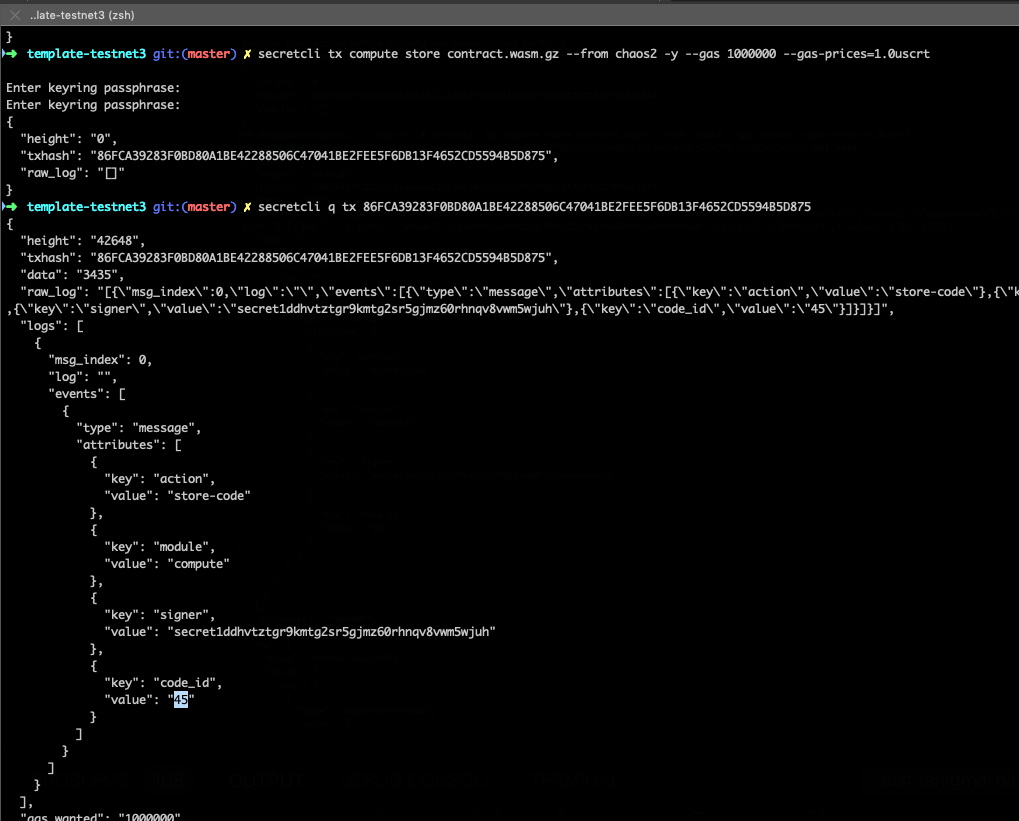 ..late-testnet3 (zsh)
}
template-testnet3 git:(master) ✗ secretcli tx compute store contract.wasm.gz --from chaos2 -y --gas 1000000 --gas-prices=1.0uscrt
Enter keyring passphrase:
Enter keyring passphrase:
{
"height": "0",
"txhash": "86FCA39283F0BD80A1BE42288506C47041BE2FEE5F6DB13F4652CD5594B5D875",
"raw_log": "[]"
}
template-testnet3 git:(master) ✗ secretcli q tx 86FCA39283F0BD80A1BE42288506C47041BE2FEE5F6DB13F4652CD5594B5D875
{
"height": "42648",
"txhash": "86FCA39283F0BD80A1BE42288506C47041BE2FEE5F6DB13F4652CD5594B5D875",
"data": "3435",
"raw_log": "[{\"msg_index\":0,\"log\":\"\",\"events\":[{\"type\":\"message\",\"attributes\":[{\"key\":\"action\",\"value\":\"store-code\"},{\"k
,{\"key\":\"signer\",\"value\":\"secret1ddhvtztgr9kmtg2sr5gjmz60rhnqv8vwm5wjuh\"},{\"key\":\"code_id\",\"value\":\"45\"}]}]}]",
"logs": [
{
"msg_index": 0,
"log": "",
"events": [
{
"type": "message",
"attributes": [
{
"key": "action",
"value": "store-code"
},
{
"key": "module",
"value": "compute"
},
{
"key": "signer",
"value": "secret1ddhvtztgr9kmtg2sr5gjmz60rhnqv8vwm5wjuh"
},
{
"key": "code_id",
"value": "45"
}
]
}
]
}
],
"gas_wanted": "1000000"